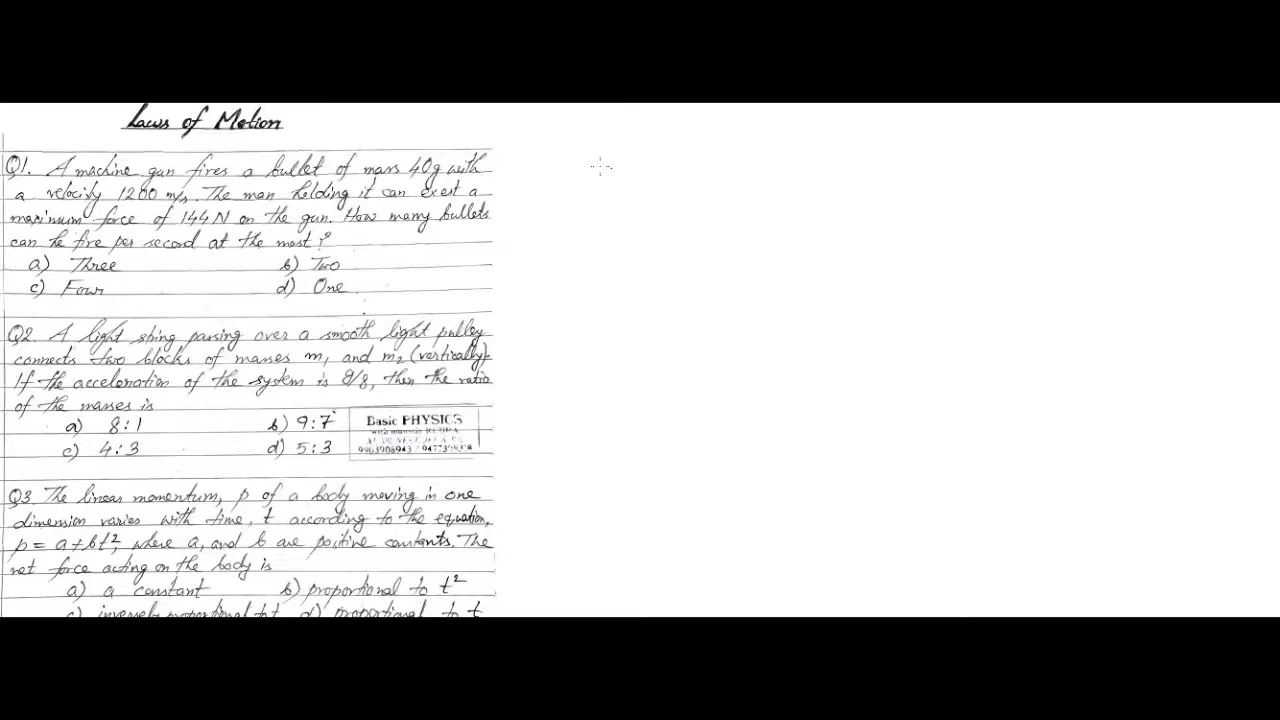 Laws of Motion
Q1. A machine gun fires a bullet of mass 40g with
a velocity 1200 m/s. The man holding it can exert a
maximum force of 144 N on the gun. How many bullets
can he fire per second at the most?
a) Three b) Two
c) Four d) One
Q2. A light string passing over a smooth light pulley
connects two blocks of masses m₁ and m₂ (vertically).
If the acceleration of the system is g/8, then the ratio
of the masses is
a) 8:1 b) 9:7
c) 4:3 d) 5:3
Basic PHYSICS
Q3 The linear momentum, p of a body moving in one
dimension varies with time, t according to the equation,
p = a+bt², where a, and b are positive constants. The
net force acting on the body is
a) a constant b) proportional to t²
c) inversely proportional to t d) proportional to t